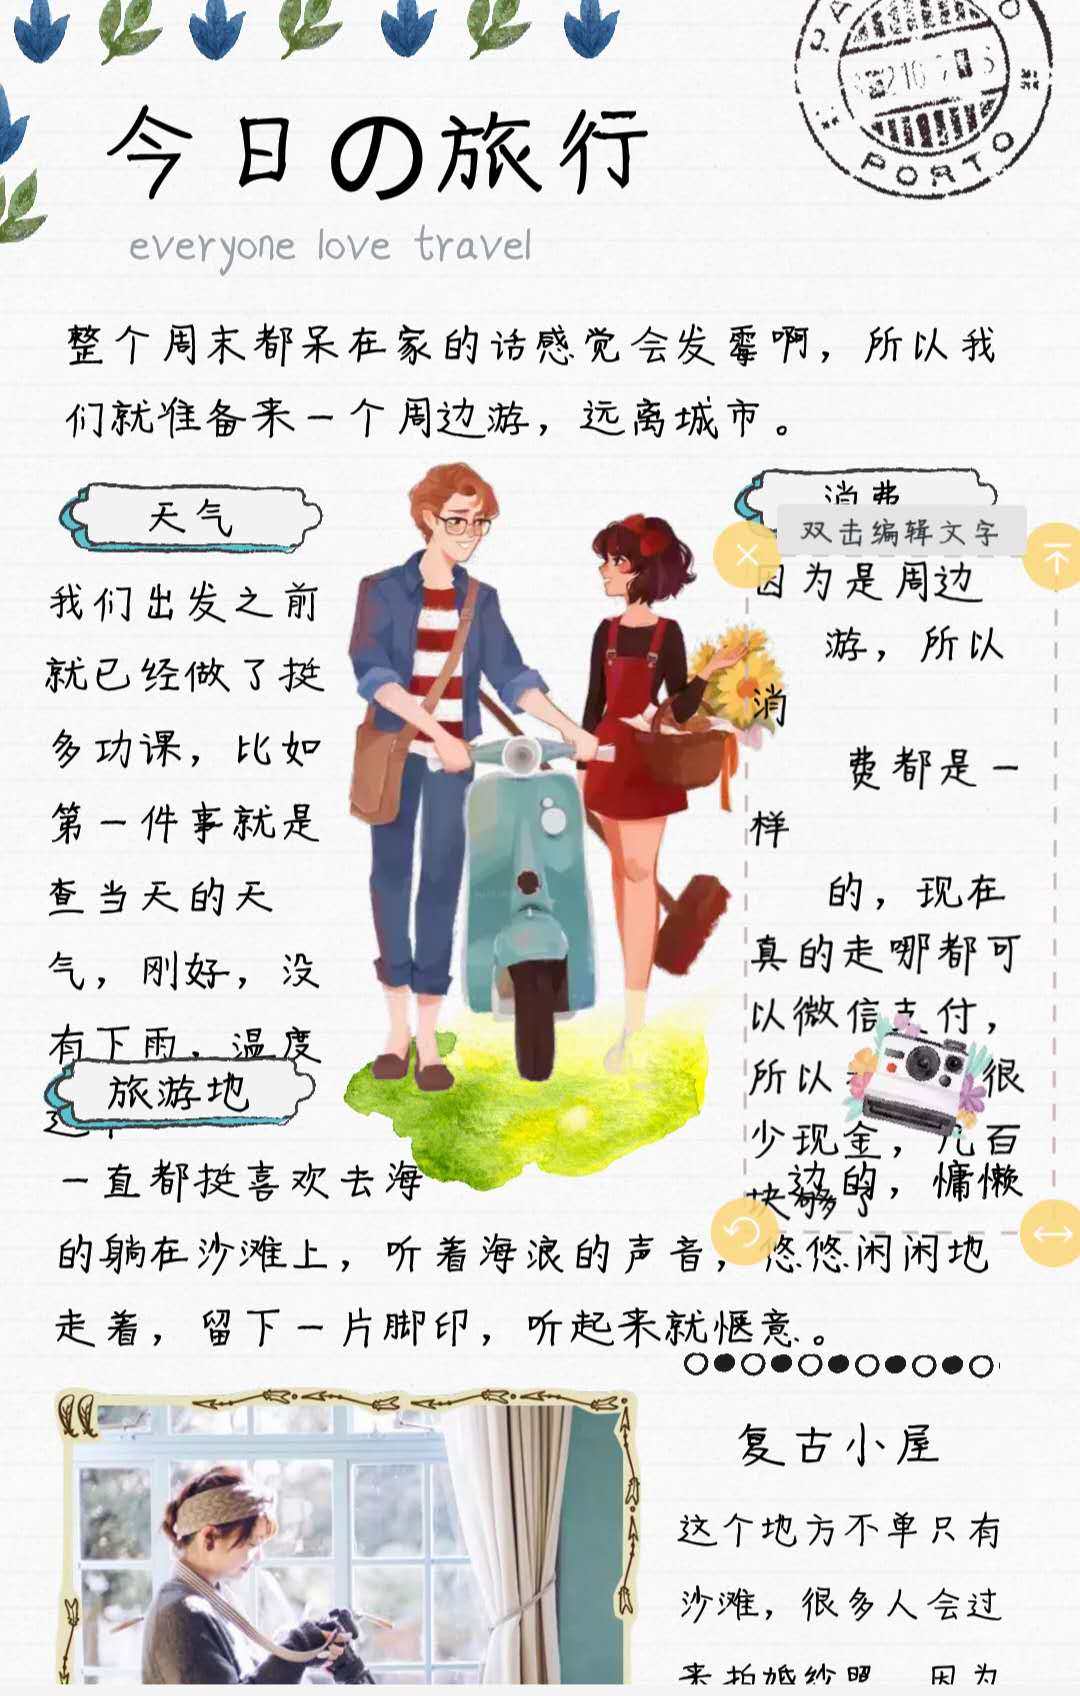 今日の旅行
everyone love travel
PORTO
整个周末都呆在家的话感觉会发霉啊，所以我
们就准备来一个周边游，远离城市。
天气
我们出发之前
就已经做了挺
多功课，比如
第一件事就是
查当天的天
气，刚好，没
有下雨，温度
消费
双击编辑文字
因为是周边
游，所以
消
费都是一
样
的，现在
真的走哪都可
以微信支付，
所以 很
少现金，几百
块够了
旅游地
一直都挺喜欢去海
边的，慵懒
的躺在沙滩上，听着海浪的声音，悠悠闲闲地
走着，留下一片脚印，听起来就惬意。
复古小屋
这个地方不单只有
沙滩，很多人会过
来拍婚纱照，因为